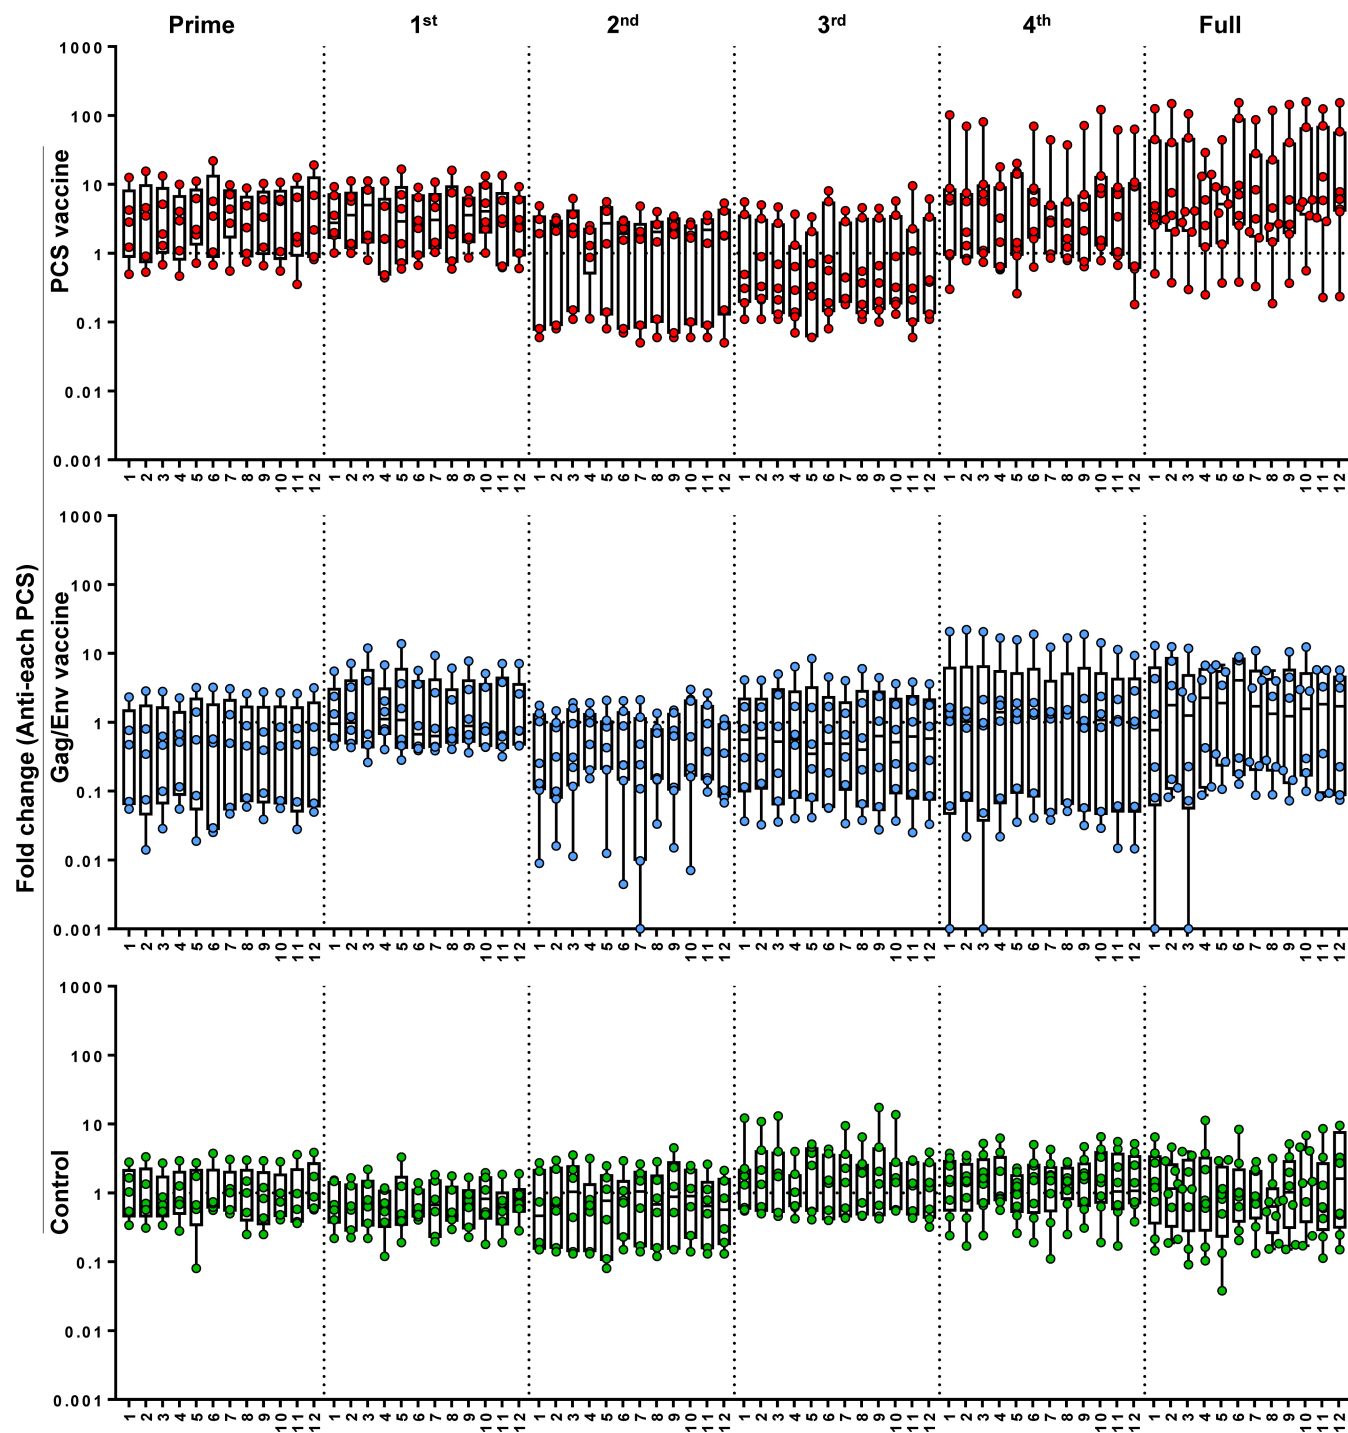 Prime 1st 2nd 3rd 4th Full
Fold change (Anti-each PCS)
PCS vaccine
1000
100
10
1
0.1
0.01
0.001
1 2 3 4 5 6 7 8 9 10 11 12 1 2 3 4 5 6 7 8 9 10 11 12 1 2 3 4 5 6 7 8 9 10 11 12 1 2 3 4 5 6 7 8 9 10 11 12 1 2 3 4 5 6 7 8 9 10 11 12 1 2 3 4 5 6 7 8 9 10 11 12
Gag/Env vaccine
1000
100
10
1
0.1
0.01
0.001
1 2 3 4 5 6 7 8 9 10 11 12 1 2 3 4 5 6 7 8 9 10 11 12 1 2 3 4 5 6 7 8 9 10 11 12 1 2 3 4 5 6 7 8 9 10 11 12 1 2 3 4 5 6 7 8 9 10 11 12 1 2 3 4 5 6 7 8 9 10 11 12
Control
1000
100
10
1
0.1
0.01
0.001
1 2 3 4 5 6 7 8 9 10 11 12 1 2 3 4 5 6 7 8 9 10 11 12 1 2 3 4 5 6 7 8 9 10 11 12 1 2 3 4 5 6 7 8 9 10 11 12 1 2 3 4 5 6 7 8 9 10 11 12 1 2 3 4 5 6 7 8 9 10 11 12